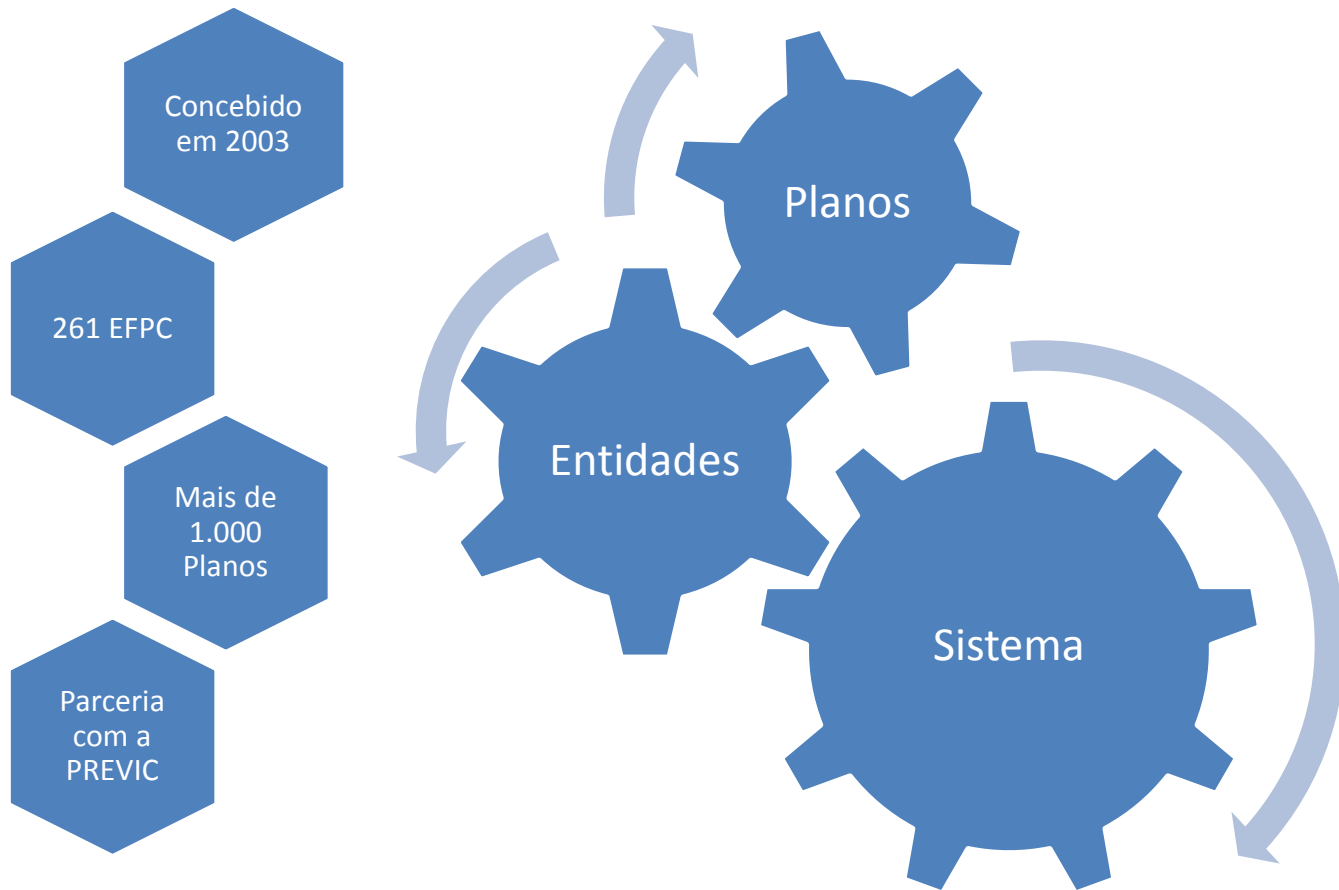 Concebido
em 2003
261 EFPC
Mais de
1.000
Planos
Parceria
com a
PREVIC
Planos
Entidades
Sistema